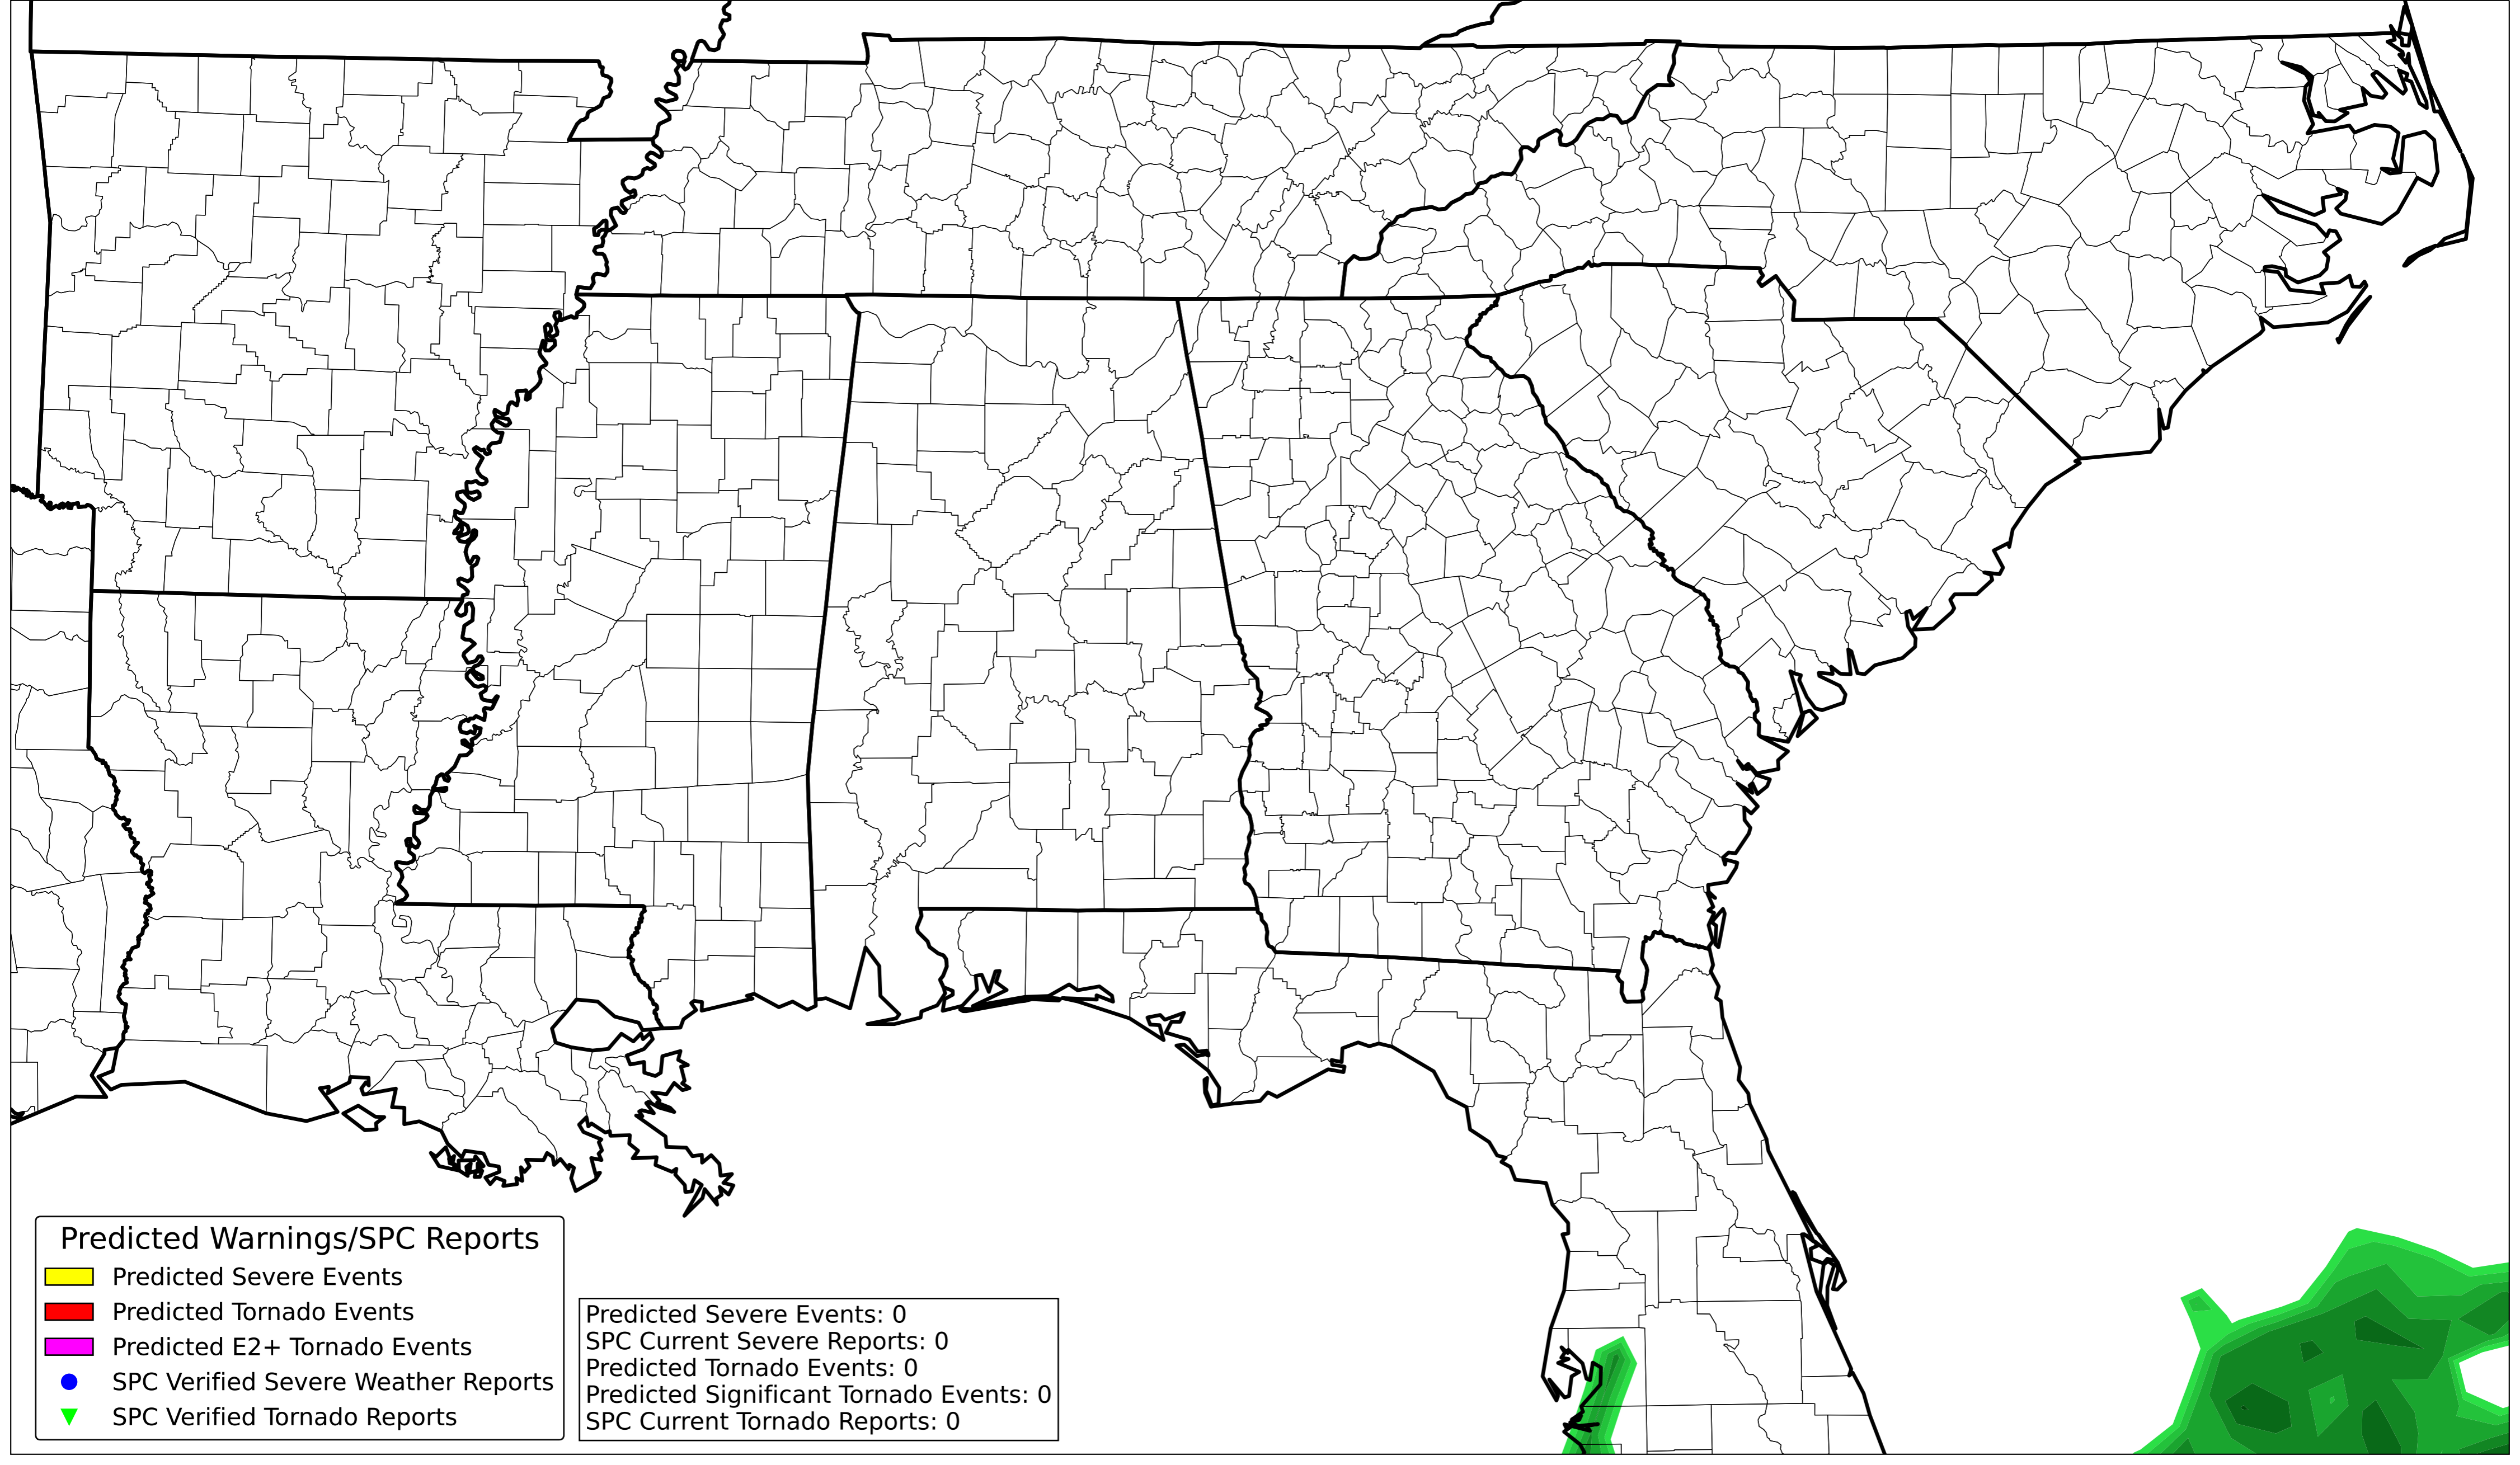 Predicted Warnings/SPC Reports
Predicted Severe Events
Predicted Tornado Events
Predicted E2+ Tornado Events
SPC Verified Severe Weather Reports
SPC Verified Tornado Reports
Predicted Severe Events: 0
SPC Current Severe Reports: 0
Predicted Tornado Events: 0
Predicted Significant Tornado Events: 0
SPC Current Tornado Reports: 0